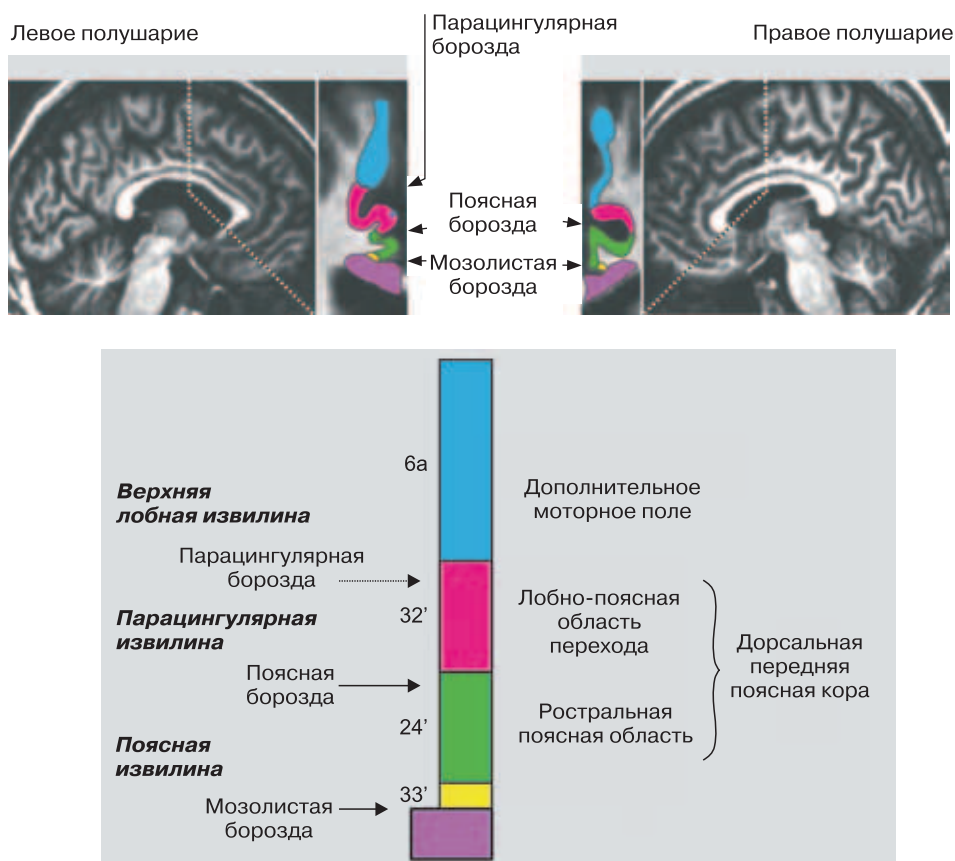 Левое полушарие
Парацингулярная
борозда
Правое полушарие
Поясная
борозда
Мозолистая
борозда
6а
Верхняя
лобная извилина
Дополнительное
моторное поле
Парацингулярная
борозда
32’
Парацингулярная
извилина
Лобно-поясная
область
перехода
Дорсальная
передняя
поясная кора
Поясная
борозда
24’
Ростральная
поясная область
Поясная
извилина
33’
Мозолистая
борозда